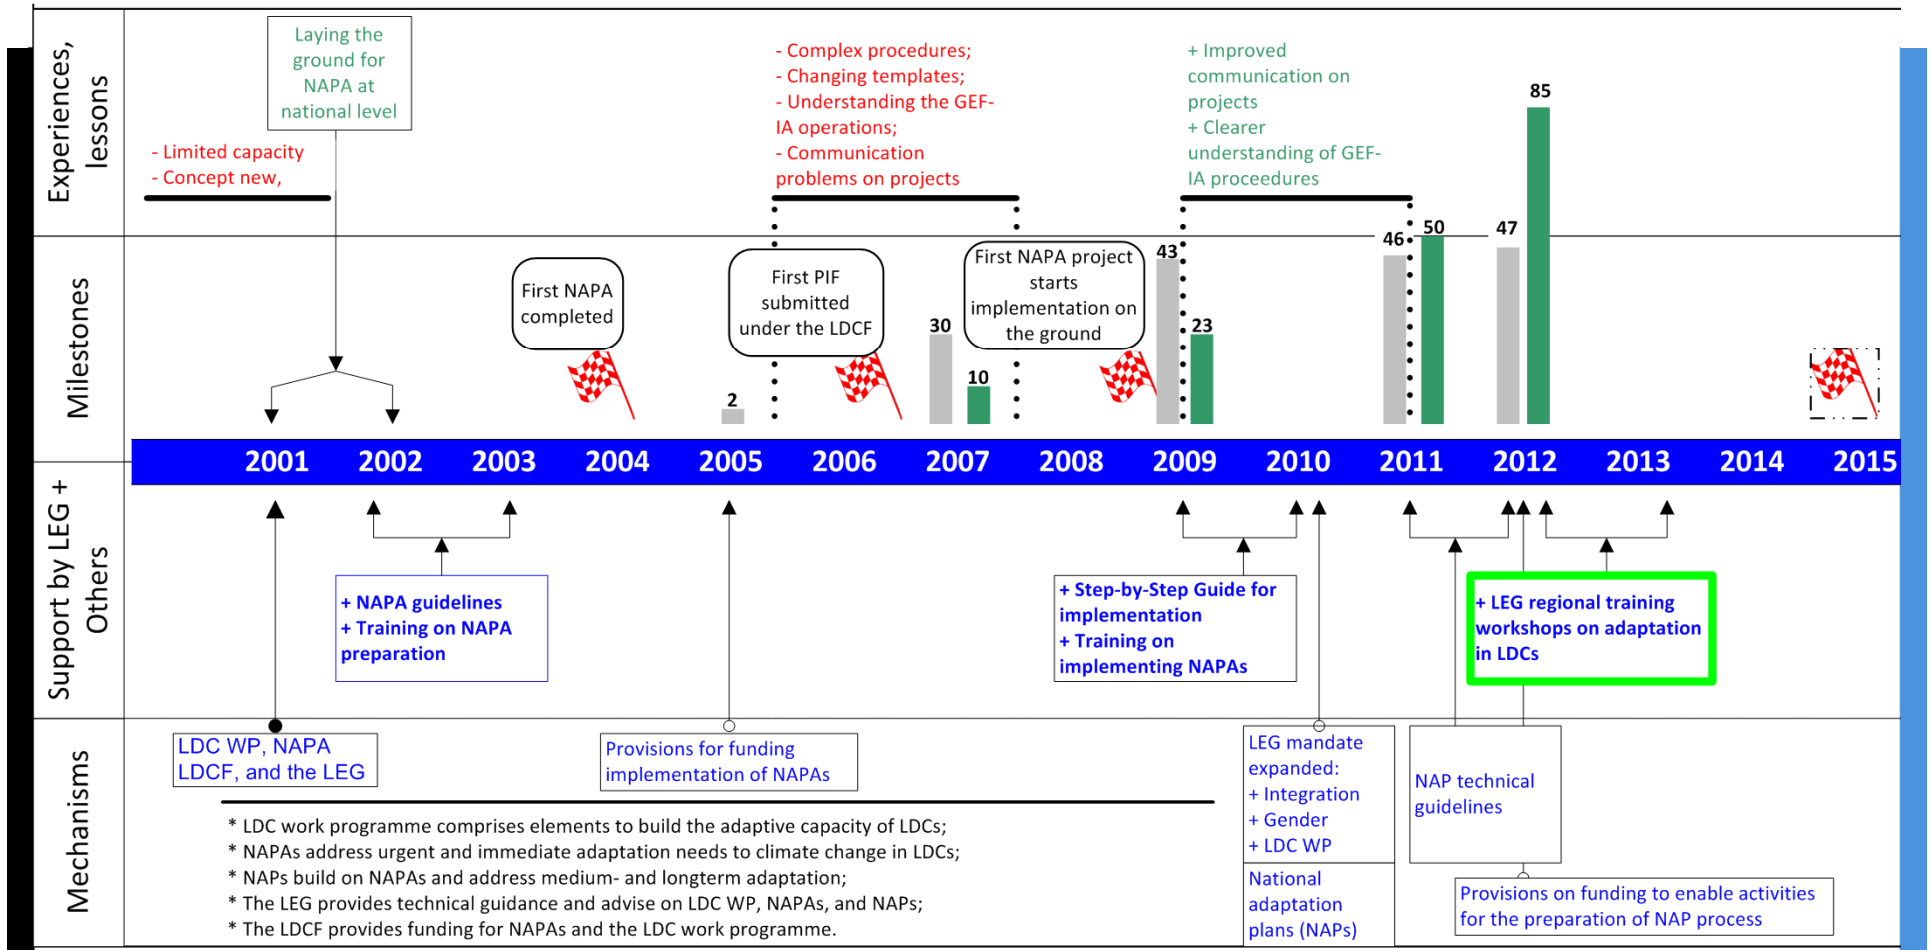 Experiences,
lessons
Laying the
ground for
NAPA at
national level
- Limited capacity
- Concept new,
- Complex procedures;
- Changing templates;
- Understanding the GEF-
IA operations;
- Communication
problems on projects
+ Improved
communication on
projects
+ Clearer
understanding of GEF-
IA proceedures
85
Milestones
First NAPA
completed
2
First PIF
submitted
under the LDCF
30
10
First NAPA project
starts
implementation on
the ground
43
23
46
50
47
2001
2002
2003
2004
2005
2006
2007
2008
2009
2010
2011
2012
2013
2014
2015
Support by LEG +
Others
+ NAPA guidelines
+ Training on NAPA
preparation
+ Step-by-Step Guide for
implementation
+ Training on
implementing NAPAs
+ LEG regional training
workshops on adaptation
in LDCs
Mechanisms
LDC WP, NAPA
LDCF, and the LEG
Provisions for funding
implementation of NAPAs
LEG mandate
expanded:
+ Integration
+ Gender
+ LDC WP
National
adaptation
plans (NAPs)
NAP technical
guidelines
Provisions on funding to enable activities
for the preparation of NAP process
* LDC work programme comprises elements to build the adaptive capacity of LDCs;
* NAPAs address urgent and immediate adaptation needs to climate change in LDCs;
* NAPs build on NAPAs and address medium- and longterm adaptation;
* The LEG provides technical guidance and advise on LDC WP, NAPAs, and NAPs;
* The LDCF provides funding for NAPAs and the LDC work programme.